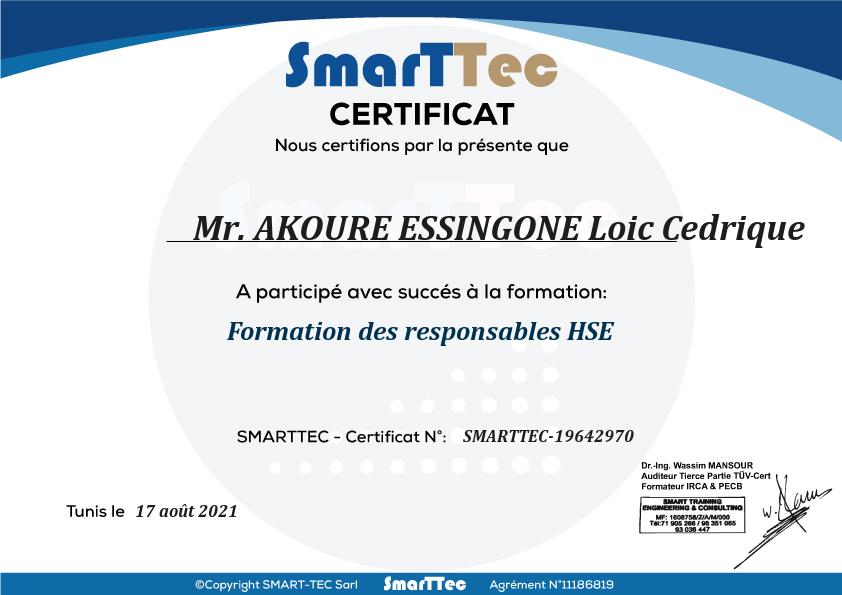 SmarTTec
CERTIFICAT
Nous certifions par la présente que
SmarTTec
Mr. AKOURE ESSINGONE Loic Cedrique
A participé avec succés à la formation:
Formation des responsables HSE
SMARTTEC - Certificat N°: SMARTTEC-19642970
Dr.-Ing. Wassim MANSOUR
Auditeur Tierce Partie TÜV-Cert
Formateur IRCA & PECB
SMART TRAINING
ENGINEERING & CONSULTING
MF: 1608758/Z/A/M/000
Tél:71 905 266 / 98 351 065
93 036 447
Tunis le 17 août 2021
©Copyright SMART-TEC Sarl SmarTTec Agrément N°11186819